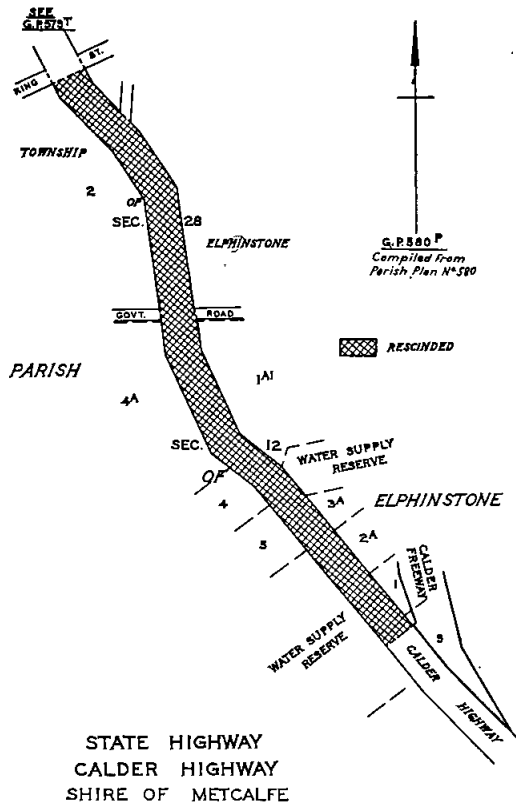 SEE
G.P.579ᵀ
RING ST.
TOWNSHIP
2
OF
SEC. 28
ELPHINSTONE
G.P.580ᴾ
Compiled From
Parish Plan Nº 580
GOVT. ROAD
RESCINDED
PARISH
4ᴬ
1ᴬ¹
SEC. 12
OF
WATER SUPPLY
RESERVE
4
3ᴬ
ELPHINSTONE
5
2ᴬ
CALDER
FREEWAY
1
WATER SUPPLY
RESERVE
CALDER
HIGHWAY
STATE HIGHWAY
CALDER HIGHWAY
SHIRE OF METCALFE